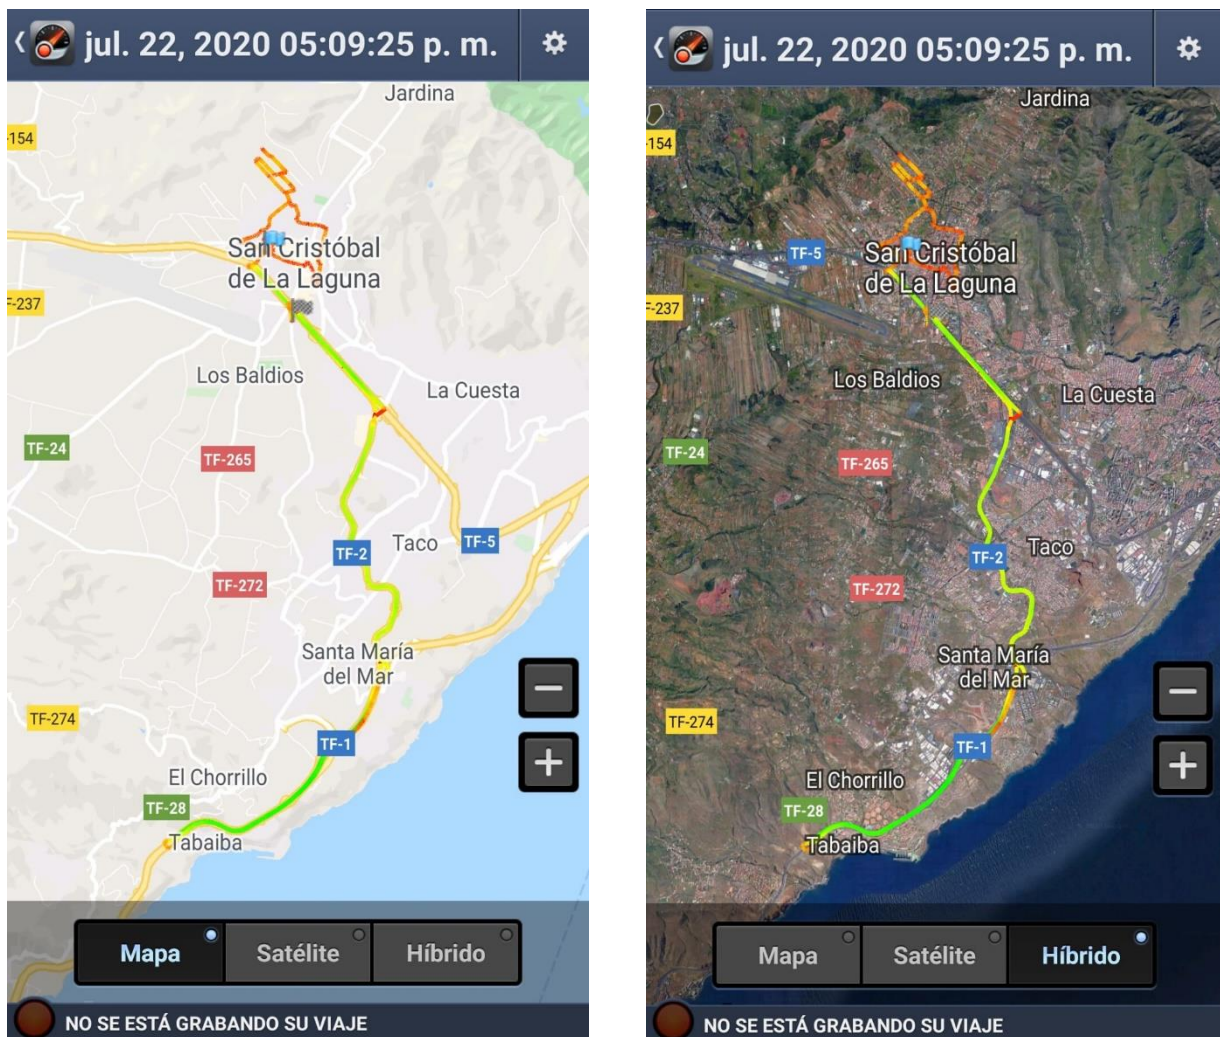 jul. 22, 2020 05:09:25 p. m.
Jardina
-154
San Cristóbal
de La Laguna
F-237
Los Baldios
La Cuesta
TF-24
TF-265
Taco
TF-5
TF-2
TF-272
Santa María
del Mar
TF-274
TF-1
El Chorrillo
TF-28
Tabaiba
Mapa
Satélite
Híbrido
NO SE ESTÁ GRABANDO SU VIAJE
jul. 22, 2020 05:09:25 p. m.
Jardina
-154
TF-5
San Cristóbal
de La Laguna
F-237
Los Baldios
La Cuesta
TF-24
TF-265
Taco
TF-2
TF-272
Santa María
del Mar
TF-274
TF-1
El Chorrillo
TF-28
Tabaiba
Mapa
Satélite
Híbrido
NO SE ESTÁ GRABANDO SU VIAJE